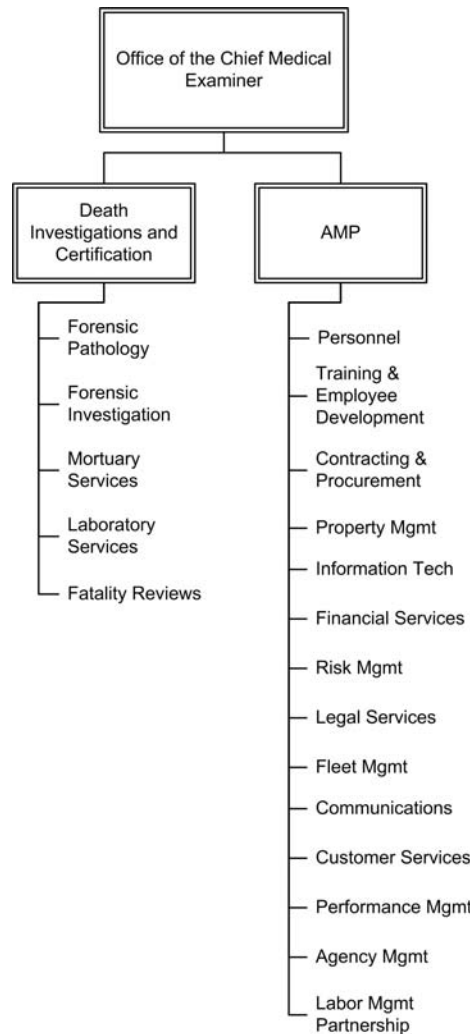 Office of the Chief Medical
Examiner
Death
Investigations and
Certification
AMP
Forensic
Pathology
Forensic
Investigation
Mortuary
Services
Laboratory
Services
Fatality Reviews
Personnel
Training &
Employee
Development
Contracting &
Procurement
Property Mgmt
Information Tech
Financial Services
Risk Mgmt
Legal Services
Fleet Mgmt
Communications
Customer Services
Performance Mgmt
Agency Mgmt
Labor Mgmt
Partnership